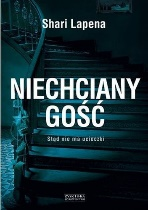 Shari Lapena
NIECHCIANY
GOŚĆ
Stąd nie ma ucieczki